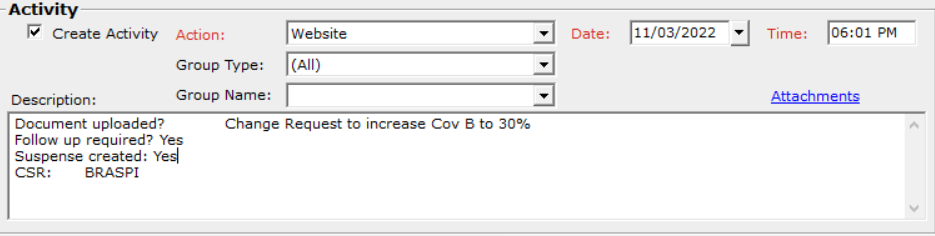 Activity
Create Activity Action: Website Date: 11/03/2022 Time: 06:01 PM
Group Type: (All)
Description: Group Name: Attachments
Document uploaded? Change Request to increase Cov B to 30%
Follow up required? Yes
Suspense created: Yes
CSR: BRASPI